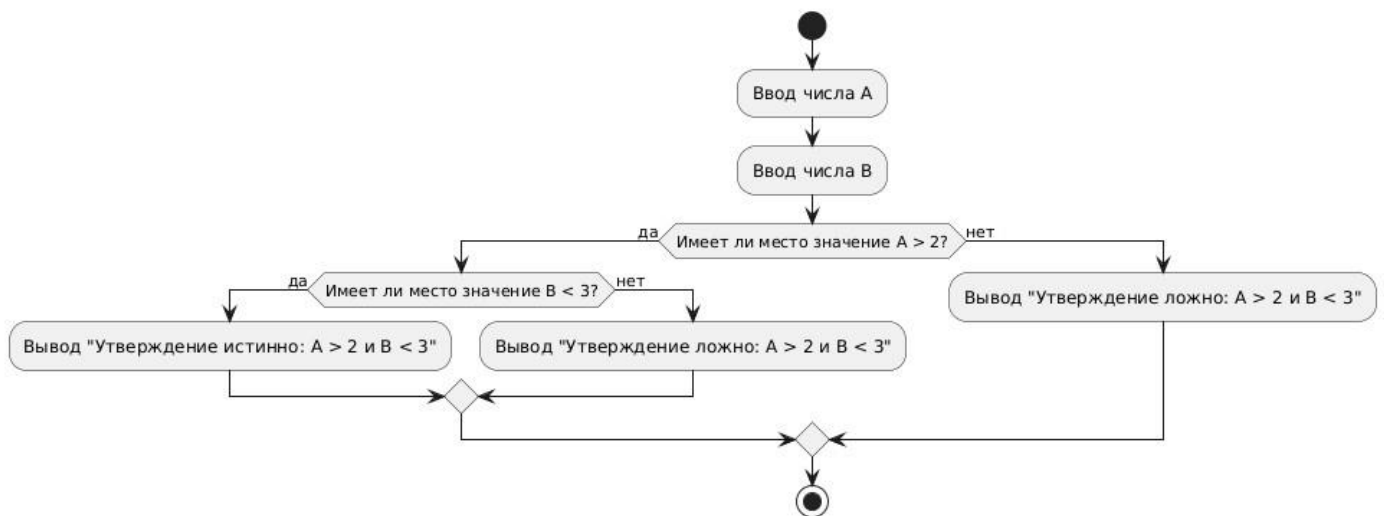 Ввод числа A
Ввод числа B
да
Имеет ли место значение A > 2?
нет
да
Имеет ли место значение B < 3?
нет
Вывод "Утверждение ложно: A > 2 и B < 3"
Вывод "Утверждение истинно: A > 2 и B < 3"
Вывод "Утверждение ложно: A > 2 и B < 3"